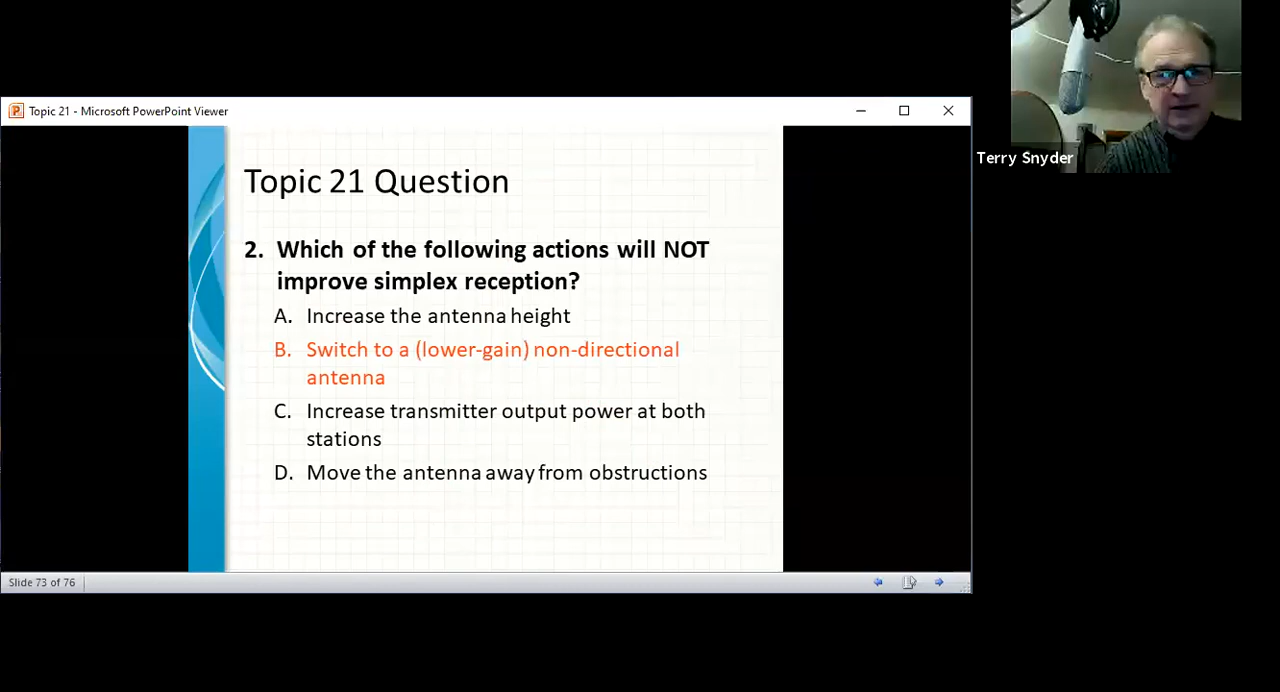 Topic 21 - Microsoft PowerPoint Viewer
Terry Snyder
Topic 21 Question
2. Which of the following actions will NOT
improve simplex reception?
A. Increase the antenna height
B. Switch to a (lower-gain) non-directional
antenna
C. Increase transmitter output power at both
stations
D. Move the antenna away from obstructions
Slide 73 of 76